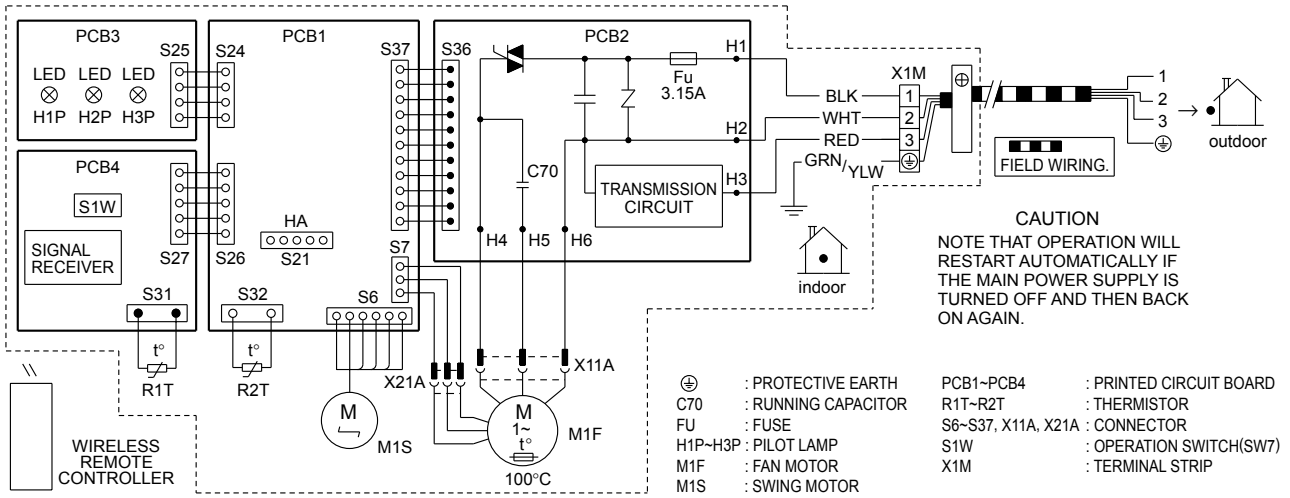 PCB3
PCB1
PCB2
S25
S24
S37
S36
H1
LED LED LED
H1P H2P H3P
Fu
3.15A
X1M
BLK
1
WHT
2
RED
3
GRN/YLW
H2
H3
1
2
3
outdoor
FIELD WIRING.
PCB4
S1W
SIGNAL
RECEIVER
S27
S26
HA
S21
S7
C70
TRANSMISSION
CIRCUIT
H4
H5
H6
indoor
CAUTION
NOTE THAT OPERATION WILL
RESTART AUTOMATICALLY IF
THE MAIN POWER SUPPLY IS
TURNED OFF AND THEN BACK
ON AGAIN.
S31
S32
S6
t°
R1T
t°
R2T
X21A
X11A
M
M1S
M
1~
t°
M1F
100°C
WIRELESS
REMOTE
CONTROLLER
: PROTECTIVE EARTH
C70 : RUNNING CAPACITOR
FU : FUSE
H1P~H3P : PILOT LAMP
M1F : FAN MOTOR
M1S : SWING MOTOR
PCB1~PCB4 : PRINTED CIRCUIT BOARD
R1T~R2T : THERMISTOR
S6~S37, X11A, X21A : CONNECTOR
S1W : OPERATION SWITCH(SW7)
X1M : TERMINAL STRIP